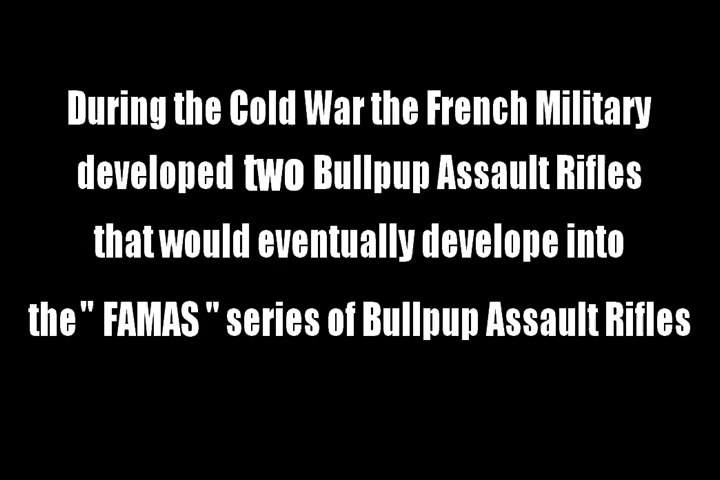 During the Cold War the French Military
developed two Bullpup Assault Rifles
that would eventually develope into
the " FAMAS " series of Bullpup Assault Rifles